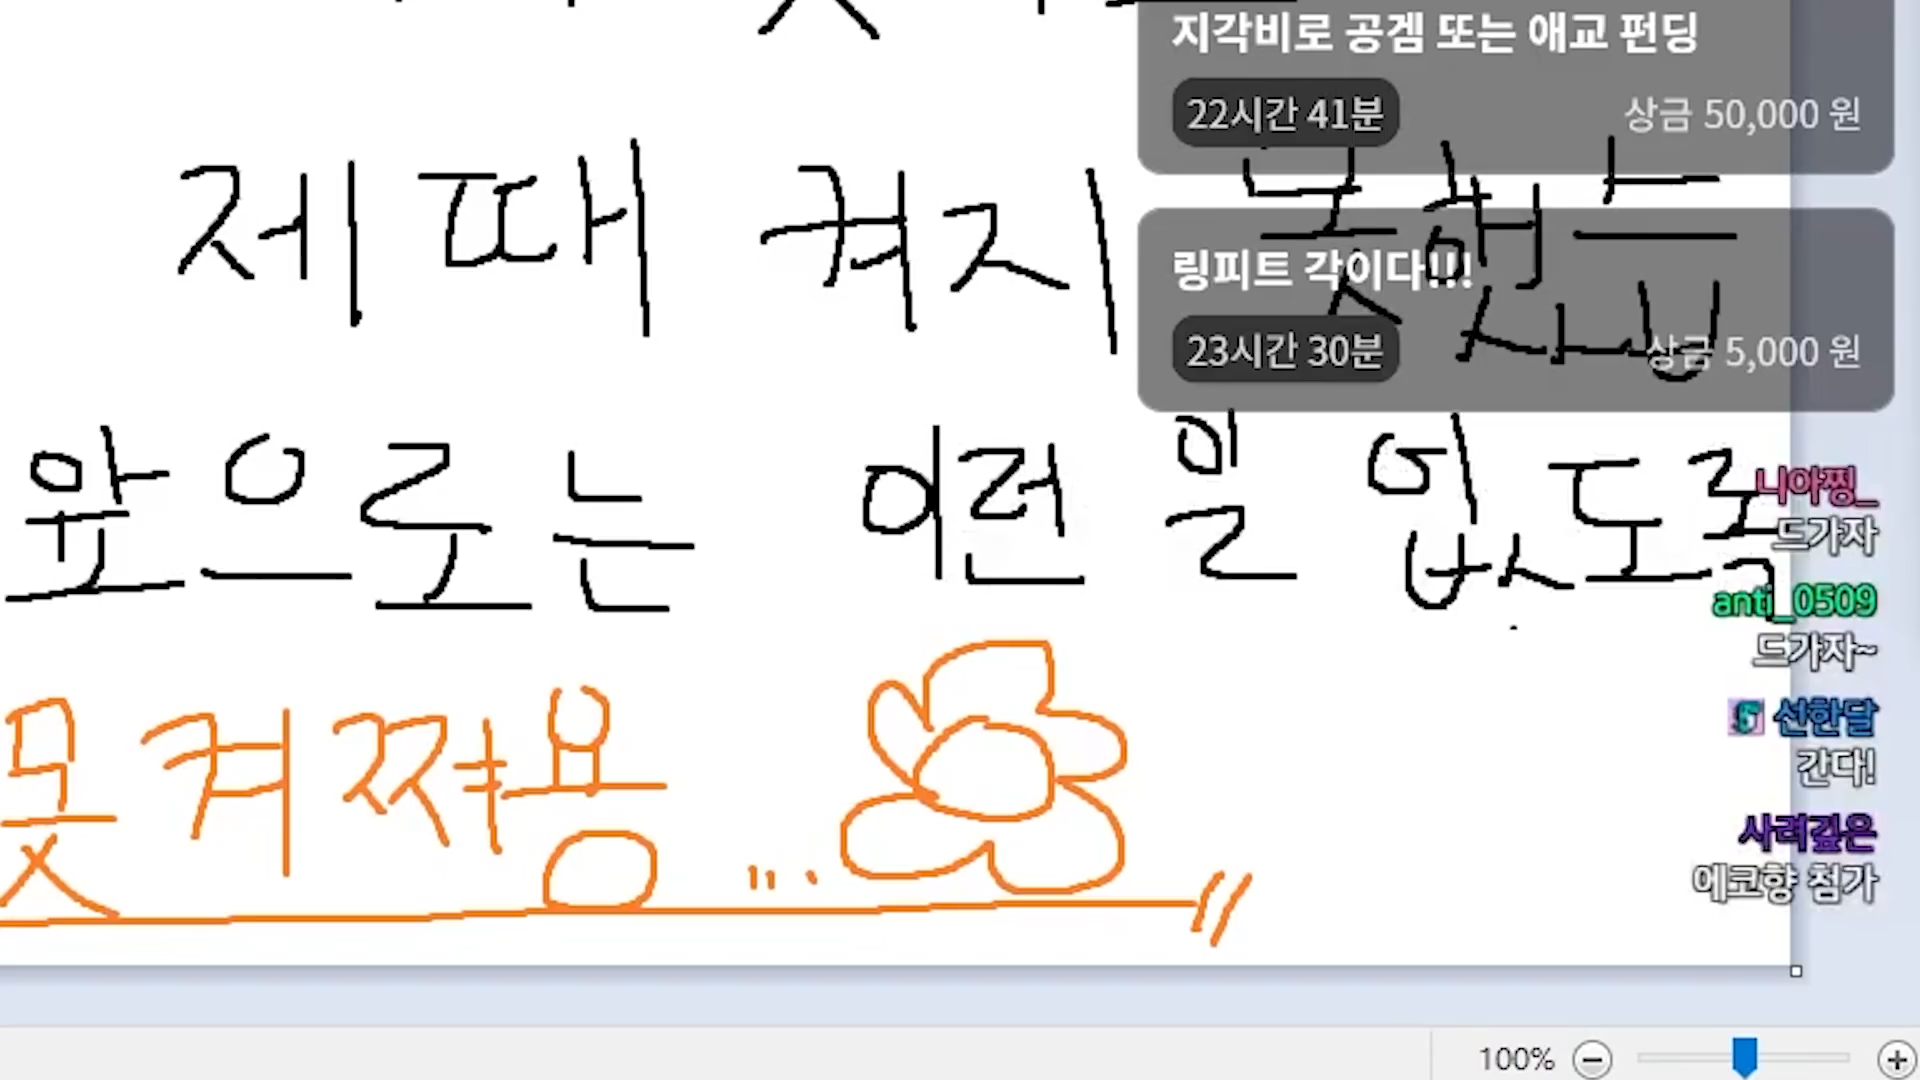 지각비로 공겜 또는 애교 펀딩
22시간 41분
상금 50,000 원
제때 켜지 못했는
링피트 각이다!!!
23시간 30분
상금 5,000 원
앞으로는 이런 일 없도록
못켜쪄용...
니아찡_
드가자
anti_0509
드가자~
선한달
간다!
사려깊은
에코향 첨가
100%